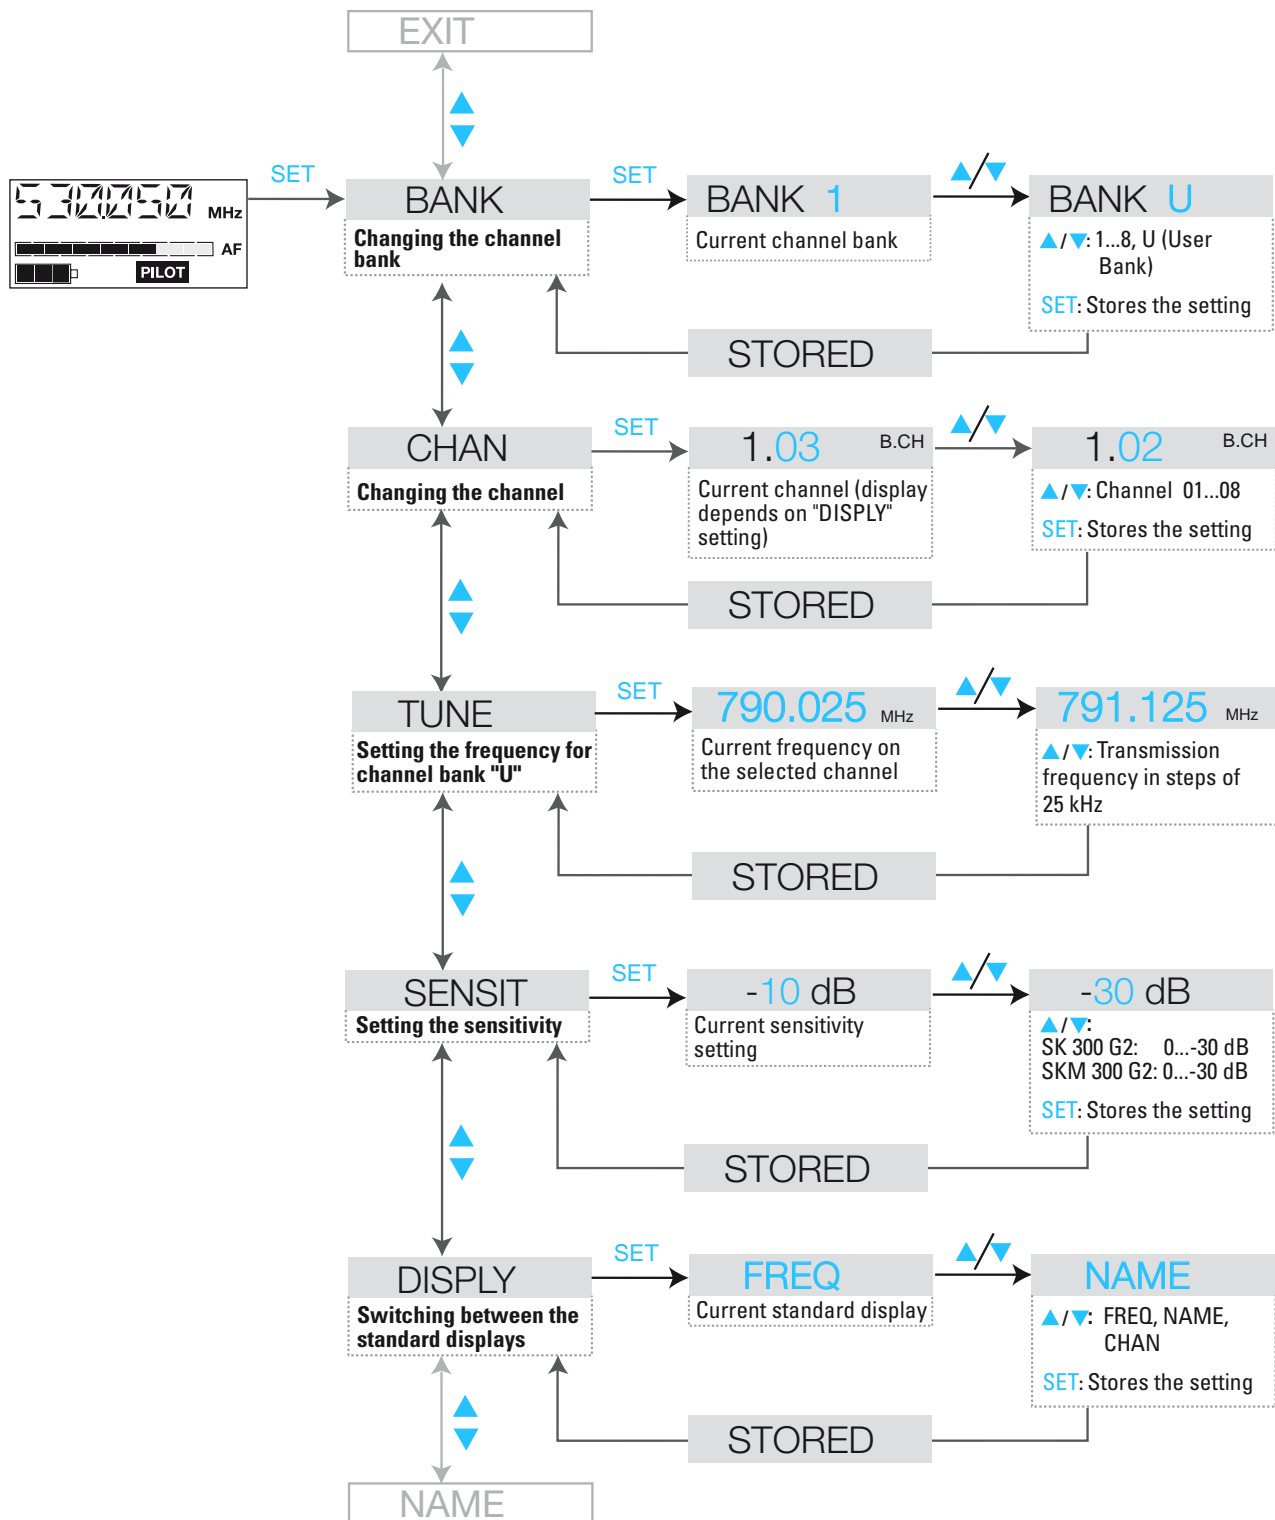 EXIT
530.050 MHz
AF
PILOT
SET
BANK
Changing the channel
bank
SET
BANK 1
Current channel bank
▲/▼
BANK U
▲/▼: 1...8, U (User
Bank)
SET: Stores the setting
STORED
CHAN
Changing the channel
SET
1.03 B.CH
Current channel (display
depends on "DISPLY"
setting)
▲/▼
1.02 B.CH
▲/▼: Channel 01...08
SET: Stores the setting
STORED
TUNE
Setting the frequency for
channel bank "U"
SET
790.025 MHz
Current frequency on
the selected channel
▲/▼
791.125 MHz
▲/▼: Transmission
frequency in steps of
25 kHz
STORED
SENSIT
Setting the sensitivity
SET
-10 dB
Current sensitivity
setting
▲/▼
-30 dB
▲/▼:
SK 300 G2: 0...-30 dB
SKM 300 G2: 0...-30 dB
SET: Stores the setting
STORED
DISPLY
Switching between the
standard displays
SET
FREQ
Current standard display
▲/▼
NAME
▲/▼: FREQ, NAME,
CHAN
SET: Stores the setting
STORED
NAME